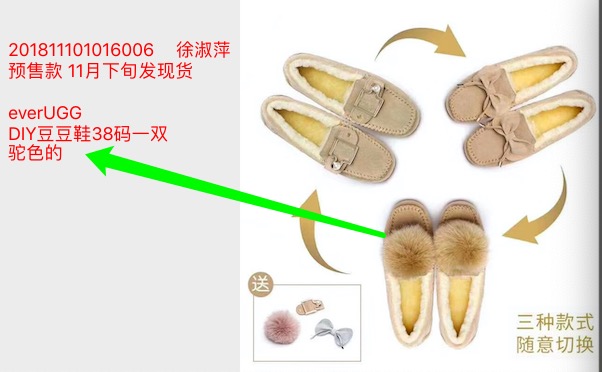 201811101016006 徐淑萍
预售款 11月下旬发现货
everUGG
DIY豆豆鞋38码一双
驼色的
送
三种款式
随意切换